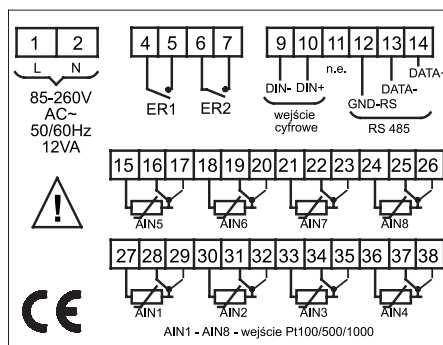 1 2 4 5 6 7 9 10 11 12 13 14
L N ER1 ER2 DIN- DIN+ n.e. GND-RS DATA- DATA+
85-260V
AC~
50/60Hz
12VA
wejście
cyfrowe
RS 485
15 16 17 18 19 20 21 22 23 24 25 26
AIN5 AIN6 AIN7 AIN8
!
27 28 29 30 31 32 33 34 35 36 37 38
AIN1 AIN2 AIN3 AIN4
CE
AIN1 - AIN8 - wejście Pt100/500/1000